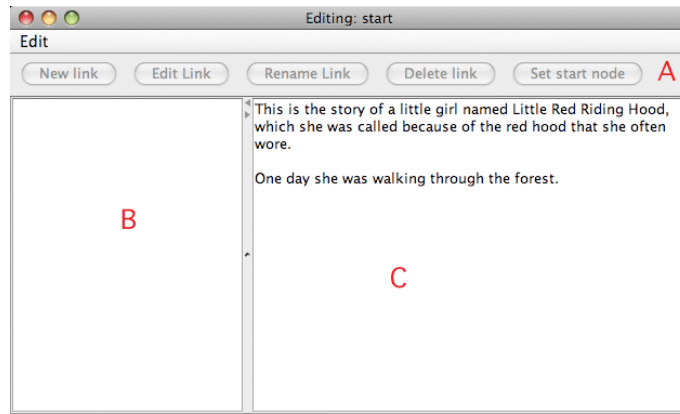 Editing: start
Edit
New link Edit Link Rename Link Delete link Set start node A
This is the story of a little girl named Little Red Riding Hood,
which she was called because of the red hood that she often
wore.
One day she was walking through the forest.
B
C